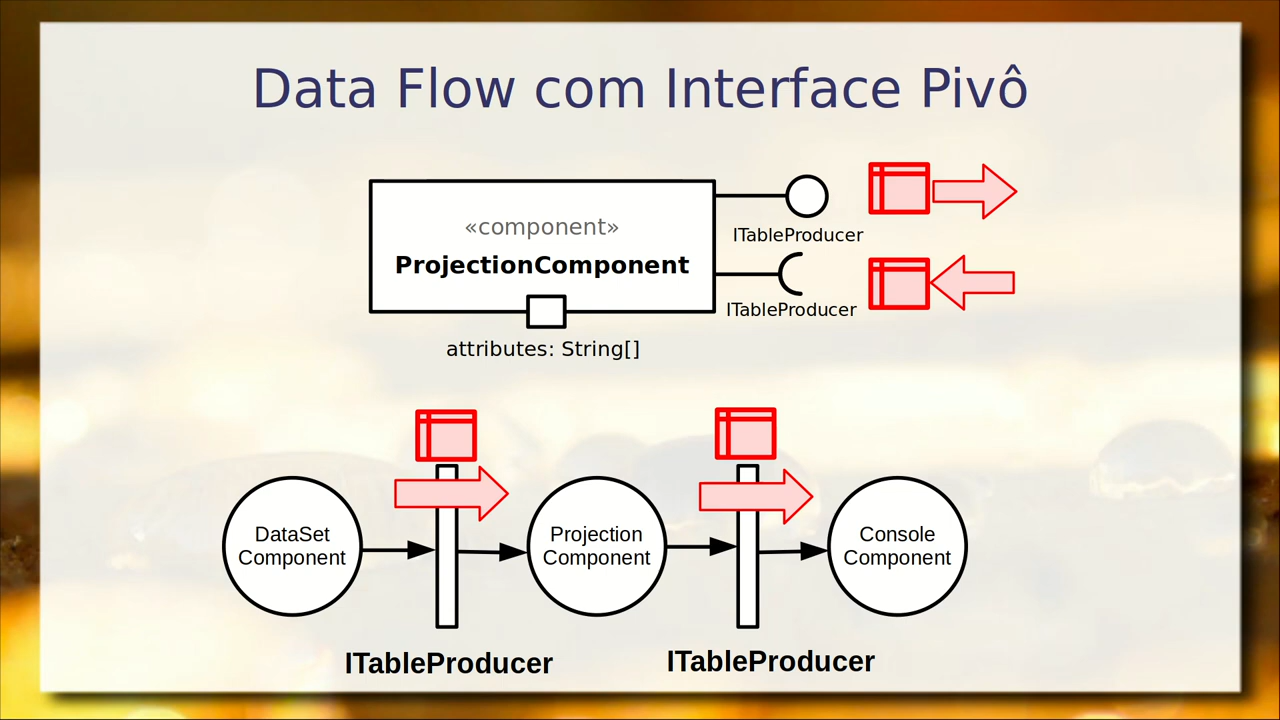 Data Flow com Interface Pivô
«component»
ProjectionComponent
attributes: String[]
ITableProducer
ITableProducer
DataSet
Component
Projection
Component
Console
Component
ITableProducer
ITableProducer